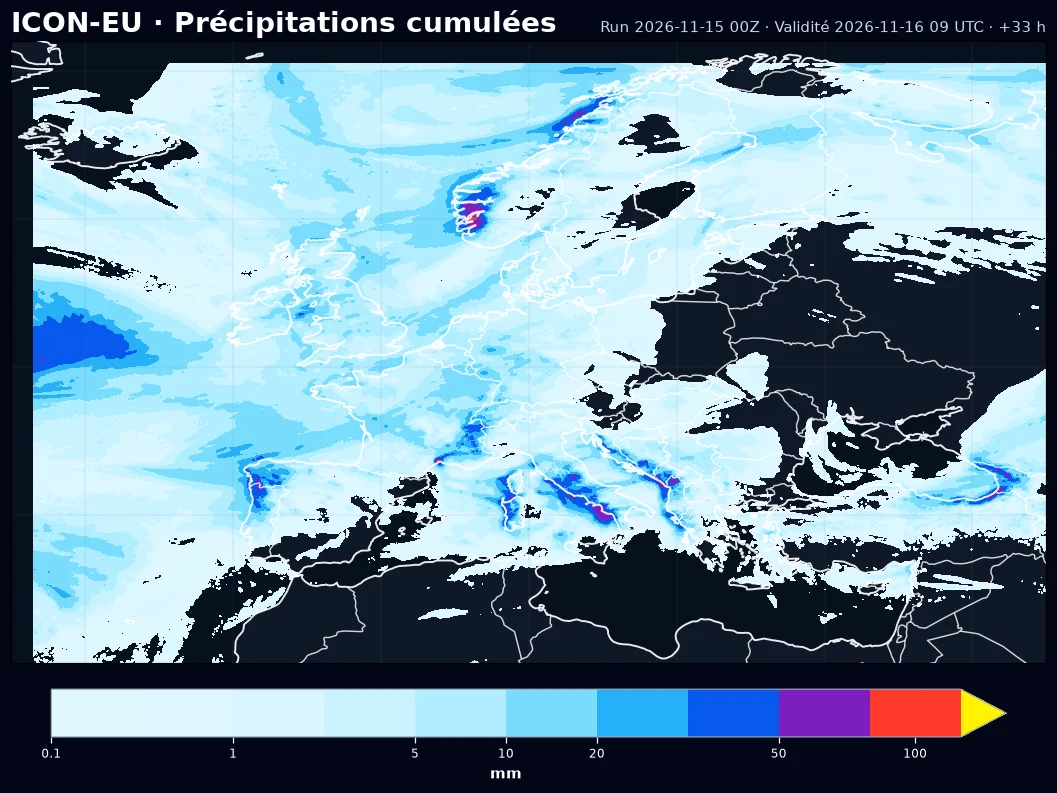 ICON-EU · Précipitations cumulées
Run 2026-11-15 00Z · Validité 2026-11-16 09 UTC · +33 h
0.1 1 5 10 20 50 100
mm